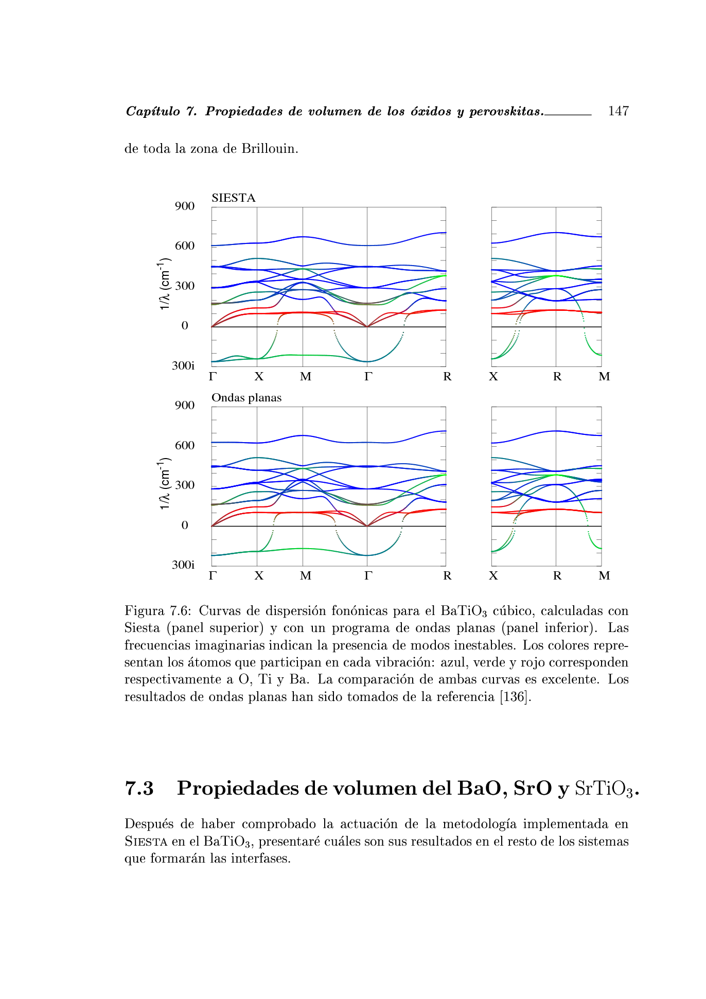 Capítulo 7. Propiedades de volumen de los óxidos y perovskitas. 147
de toda la zona de Brillouin.
SIESTA
900
600
300
0
300i
1/λ (cm-1)
Γ X M Γ R X R M
Ondas planas
900
600
300
0
300i
1/λ (cm-1)
Γ X M Γ R X R M
Figura 7.6: Curvas de dispersión fonónicas para el BaTiO3 cúbico, calculadas con
Siesta (panel superior) y con un programa de ondas planas (panel inferior). Las
frecuencias imaginarias indican la presencia de modos inestables. Los colores repre-
sentan los átomos que participan en cada vibración: azul, verde y rojo corresponden
respectivamente a O, Ti y Ba. La comparación de ambas curvas es excelente. Los
resultados de ondas planas han sido tomados de la referencia [136].
7.3 Propiedades de volumen del BaO, SrO y SrTiO3.
Después de haber comprobado la actuación de la metodología implementada en
SIESTA en el BaTiO3, presentaré cuáles son sus resultados en el resto de los sistemas
que formarán las interfases.